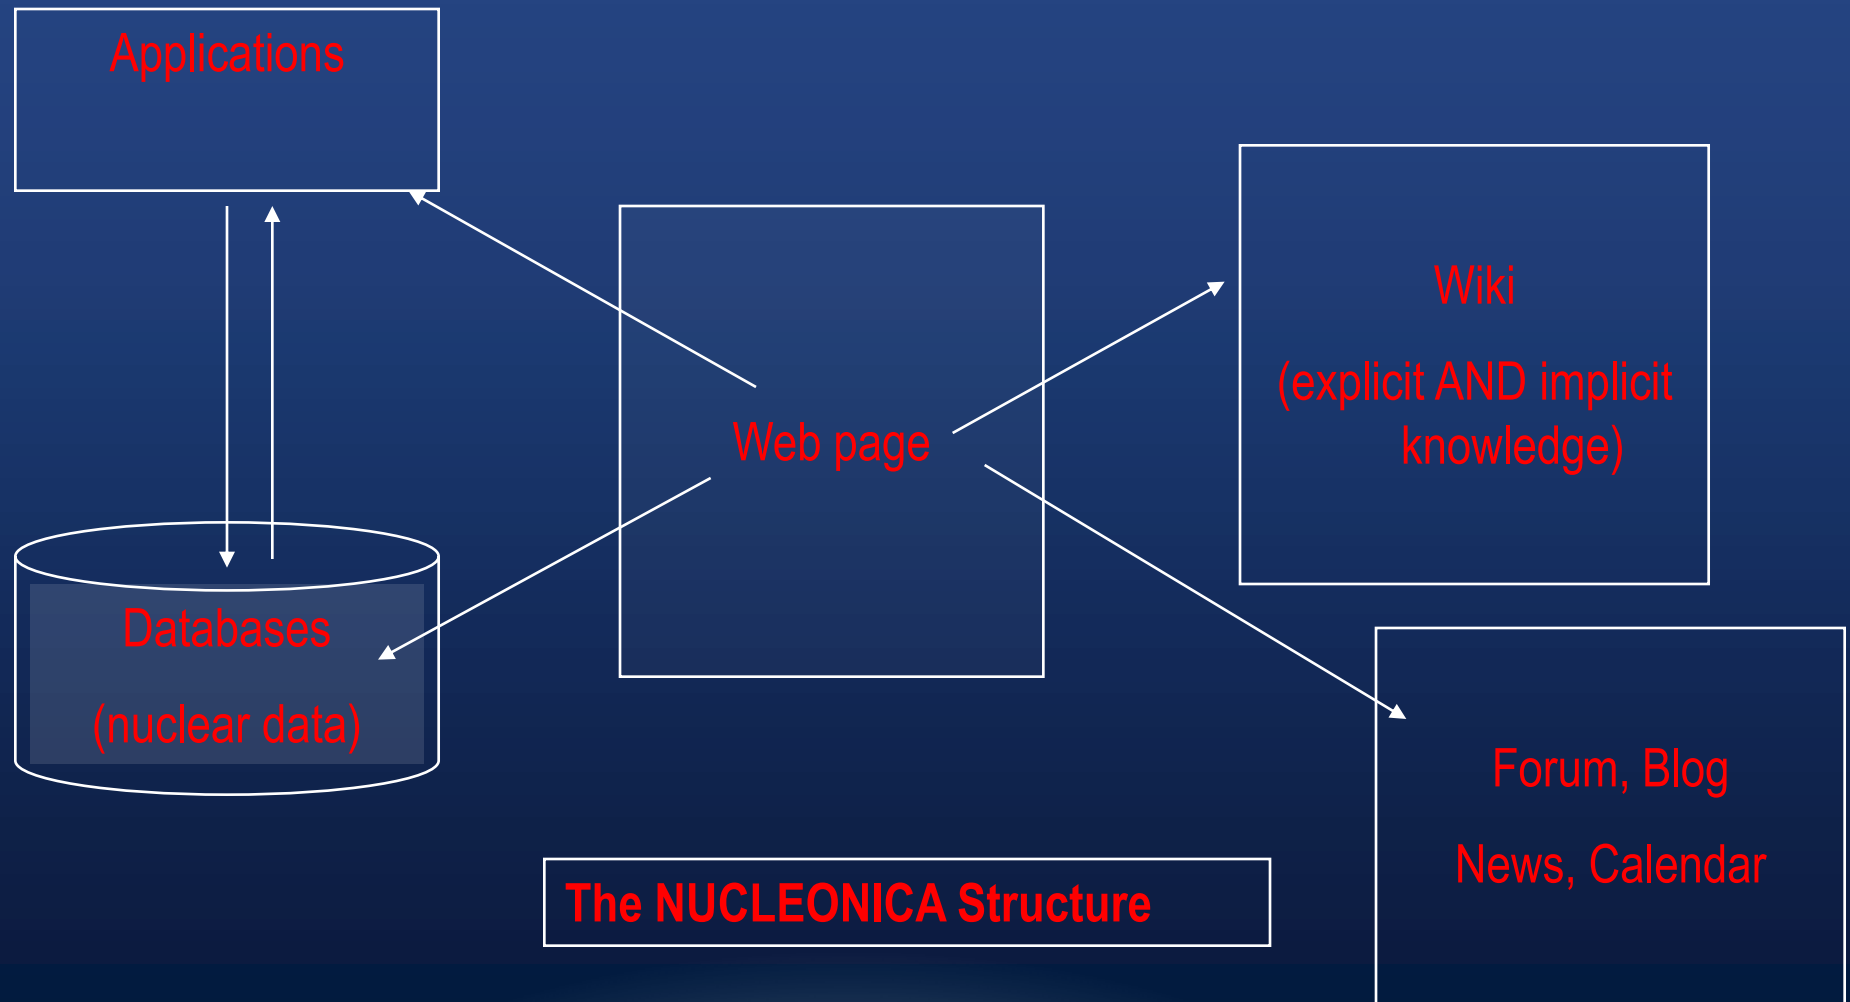 Applications
Web page
Wiki
(explicit AND implicit
knowledge)
Databases
(nuclear data)
Forum, Blog
News, Calendar
The NUCLEONICA Structure